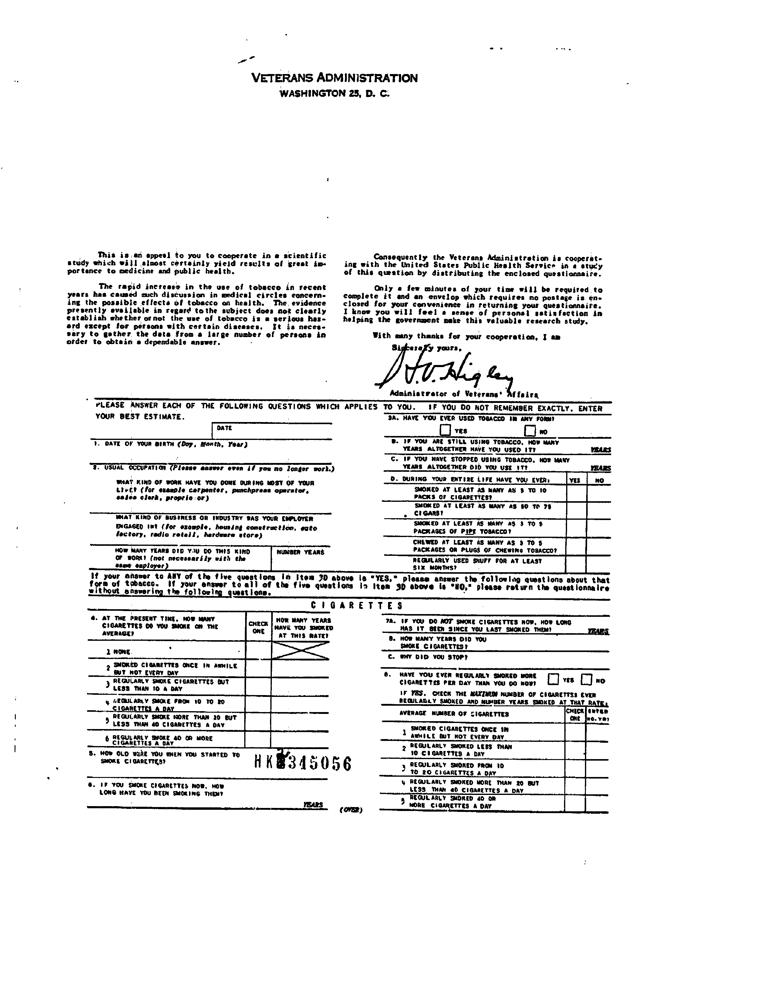 VETERANS ADMINISTRATION
WASHINGTON 25, D. C.
This is an appeal to you to cooperate in a scientific
study which will almost certainly yield results of great im-
portance to medicine and public health.
The rapid increase in the use of tobacco in recent
years has caused much discussion in medical circles concern-
ing the possible effects of tobacco on health. The evidence
presently available in regard to the subject does not clearly
establish whether or not the use of tobacco is a serious haz-
ard except for persons with certain diseases. It is neces-
sary to gather the data from a large number of persons in
order to obtain a dependable answer.
Consequently the Veterans Administration is cooperat-
ing with the United States Public Health Service in a study
of this question by distributing the enclosed questionnaire.
Only a few minutes of your time will be required to
complete it and an envelop which requires no postage is en-
closed for your convenience in returning your questionnaire.
I know you will feel a sense of personal satisfaction in
helping the government make this valuable research study.
With many thanks for your cooperation, I am
Sincerely yours,
H.V. Higley
Administrator of Veterans' Affairs
PLEASE ANSWER EACH OF THE FOLLOWING QUESTIONS WHICH APPLIES TO YOU. IF YOU DO NOT REMEMBER EXACTLY, ENTER
YOUR BEST ESTIMATE.
DATE
1. DATE OF YOUR BIRTH (Day, Month, Year)
2. USUAL OCCUPATION (Please answer even if you no longer work.)
WHAT KIND OF WORK HAVE YOU DONE DURING MOST OF YOUR
LIFE? (for example carpenter, punchpress operator,
sales clerk, proprietor)
WHAT KIND OF BUSINESS OR INDUSTRY WAS YOUR EMPLOYER
ENGAGED IN? (for example, housing construction, auto
factory, radio retail, hardware store)
HOW MANY YEARS DID YOU DO THIS KIND
OF WORK? (not necessarily with the
same employer)
NUMBER YEARS
3A. HAVE YOU EVER USED TOBACCO IN ANY FORM?
YES NO
B. IF YOU ARE STILL USING TOBACCO, HOW MANY
YEARS ALTOGETHER HAVE YOU USED IT?
YEARS
C. IF YOU HAVE STOPPED USING TOBACCO, HOW MANY
YEARS ALTOGETHER DID YOU USE IT?
YEARS
D. DURING YOUR ENTIRE LIFE HAVE YOU EVER: YES NO
SMOKED AT LEAST AS MANY AS 5 TO 10
PACKS OF CIGARETTES?
SMOKED AT LEAST AS MANY AS 50 TO 75
CIGARS?
SMOKED AT LEAST AS MANY AS 3 TO 5
PACKAGES OF PIPE TOBACCO?
CHEWED AT LEAST AS MANY AS 3 TO 5
PACKAGES OR PLUGS OF CHEWING TOBACCO?
REGULARLY USED SNUFF FOR AT LEAST
SIX MONTHS?
If your answer to ANY of the five questions in item 3D above is "YES," please answer the following questions about that
form of tobacco. If your answer to all of the five questions in item 3D above is "NO," please return the questionnaire
without answering the following questions.
CIGARETTES
4. AT THE PRESENT TIME, HOW MANY
CIGARETTES DO YOU SMOKE ON THE
AVERAGE?
CHECK
ONE
HOW MANY YEARS
HAVE YOU SMOKED
AT THIS RATE?
1 NONE
2 SMOKED CIGARETTES ONCE IN AWHILE
BUT NOT EVERY DAY
3 REGULARLY SMOKE CIGARETTES BUT
LESS THAN 10 A DAY
4 REGULARLY SMOKE FROM 10 TO 20
CIGARETTES A DAY
5 REGULARLY SMOKE MORE THAN 20 BUT
LESS THAN 40 CIGARETTES A DAY
6 REGULARLY SMOKE 40 OR MORE
CIGARETTES A DAY
5. HOW OLD WERE YOU WHEN YOU STARTED TO
SMOKE CIGARETTES?
HK 345056
6. IF YOU SMOKE CIGARETTES NOW, HOW
LONG HAVE YOU BEEN SMOKING THEM?
YEARS
(OVER)
7A. IF YOU DO NOT SMOKE CIGARETTES NOW, HOW LONG
HAS IT BEEN SINCE YOU LAST SMOKED THEM?
YEARS
B. HOW MANY YEARS DID YOU
SMOKE CIGARETTES?
C. WHY DID YOU STOP?
8. HAVE YOU EVER REGULARLY SMOKED MORE
CIGARETTES PER DAY THAN YOU DO NOW?
YES NO
IF YES, CHECK THE MAXIMUM NUMBER OF CIGARETTES EVER
REGULARLY SMOKED AND NUMBER YEARS SMOKED AT THAT RATE.
AVERAGE NUMBER OF CIGARETTES
CHECK ONE
ENTER NO. YRS
1 SMOKED CIGARETTES ONCE IN
AWHILE BUT NOT EVERY DAY
2 REGULARLY SMOKED LESS THAN
10 CIGARETTES A DAY
3 REGULARLY SMOKED FROM 10
TO 20 CIGARETTES A DAY
4 REGULARLY SMOKED MORE THAN 20 BUT
LESS THAN 40 CIGARETTES A DAY
5 REGULARLY SMOKED 40 OR
MORE CIGARETTES A DAY